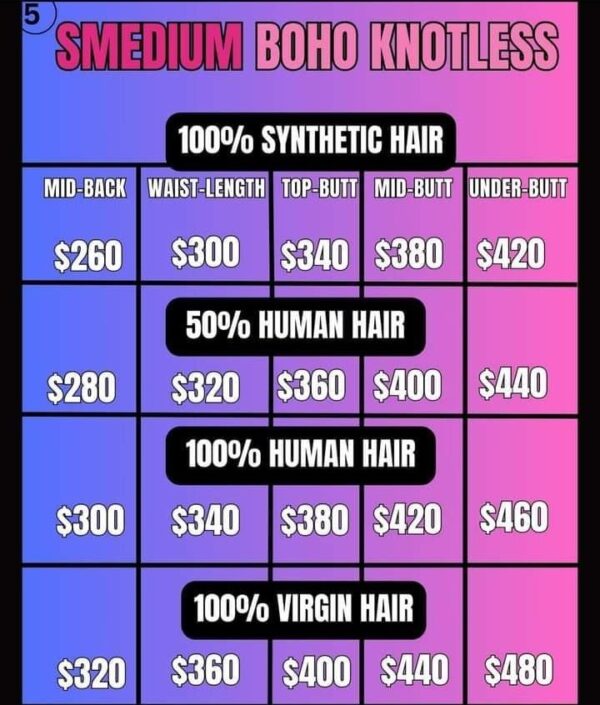 5
SMEDIUM BOHO KNOTLESS
100% SYNTHETIC HAIR
MID-BACK WAIST-LENGTH TOP-BUTT MID-BUTT UNDER-BUTT
$260 $300 $340 $380 $420
50% HUMAN HAIR
$280 $320 $360 $400 $440
100% HUMAN HAIR
$300 $340 $380 $420 $460
100% VIRGIN HAIR
$320 $360 $400 $440 $480